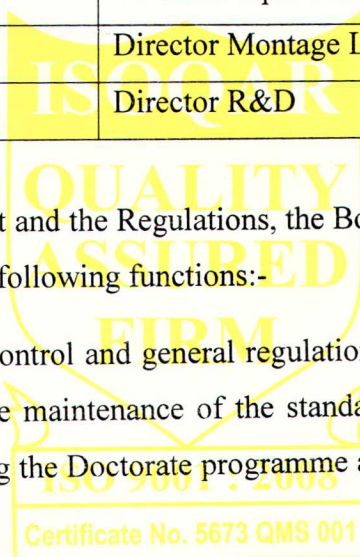 Director Montage L
ISOQAR
Director R&D
QUALITY
t and the Regulations, the Bo
ASSURED
following functions:-
FIRM
ontrol and general regulation
e maintenance of the standa
g the Doctorate programme a
ISO 9001 : 2008
Certificate No. 5673 QMS 001